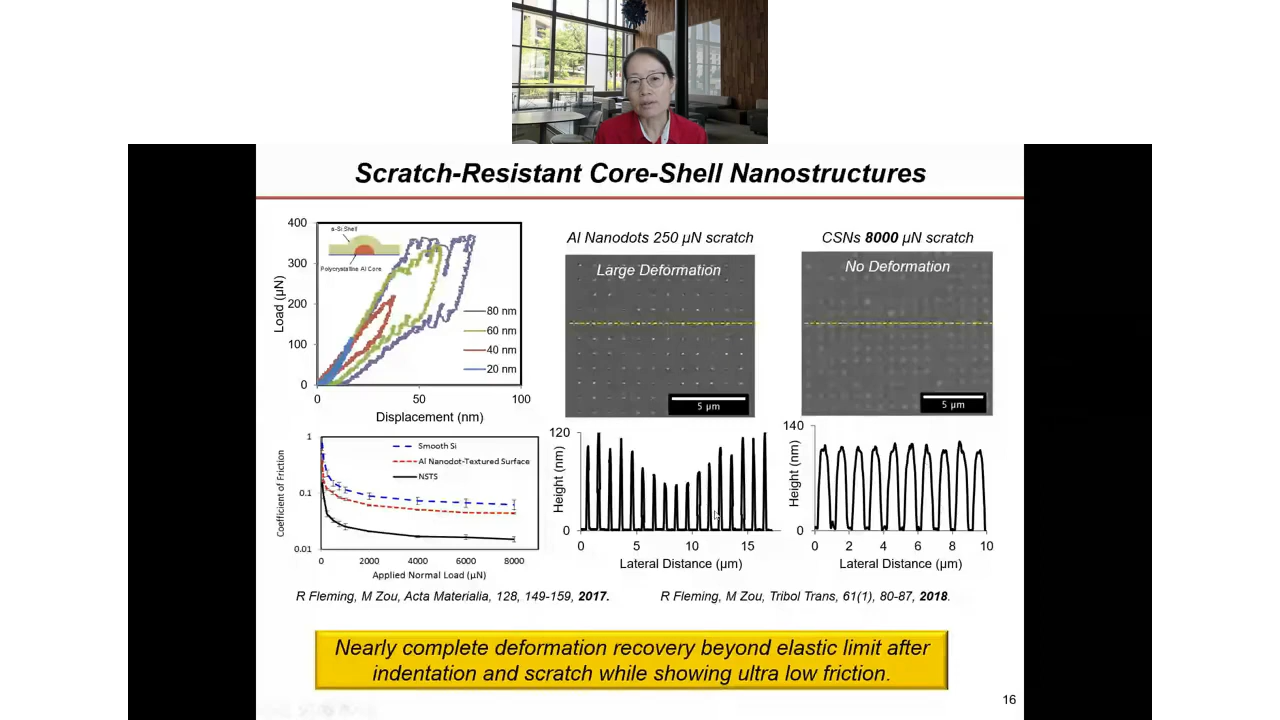 Scratch-Resistant Core-Shell Nanostructures
400
300
200
100
0
Load (µN)
a-Si Shell
Polycrystalline Al Core
80 nm
60 nm
40 nm
20 nm
0 50 100
Displacement (nm)
Al Nanodots 250 µN scratch
Large Deformation
5 µm
CSNs 8000 µN scratch
No Deformation
5 µm
1
0.1
0.01
Coefficient of Friction
Smooth Si
Al Nanodot-Textured Surface
NSTS
0 2000 4000 6000 8000
Applied Normal Load (µN)
120
0
Height (nm)
0 5 10 15
Lateral Distance (µm)
140
0
Height (nm)
0 2 4 6 8 10
Lateral Distance (µm)
R Fleming, M Zou, Acta Materialia, 128, 149-159, 2017.
R Fleming, M Zou, Tribol Trans, 61(1), 80-87, 2018.
Nearly complete deformation recovery beyond elastic limit after
indentation and scratch while showing ultra low friction.
16